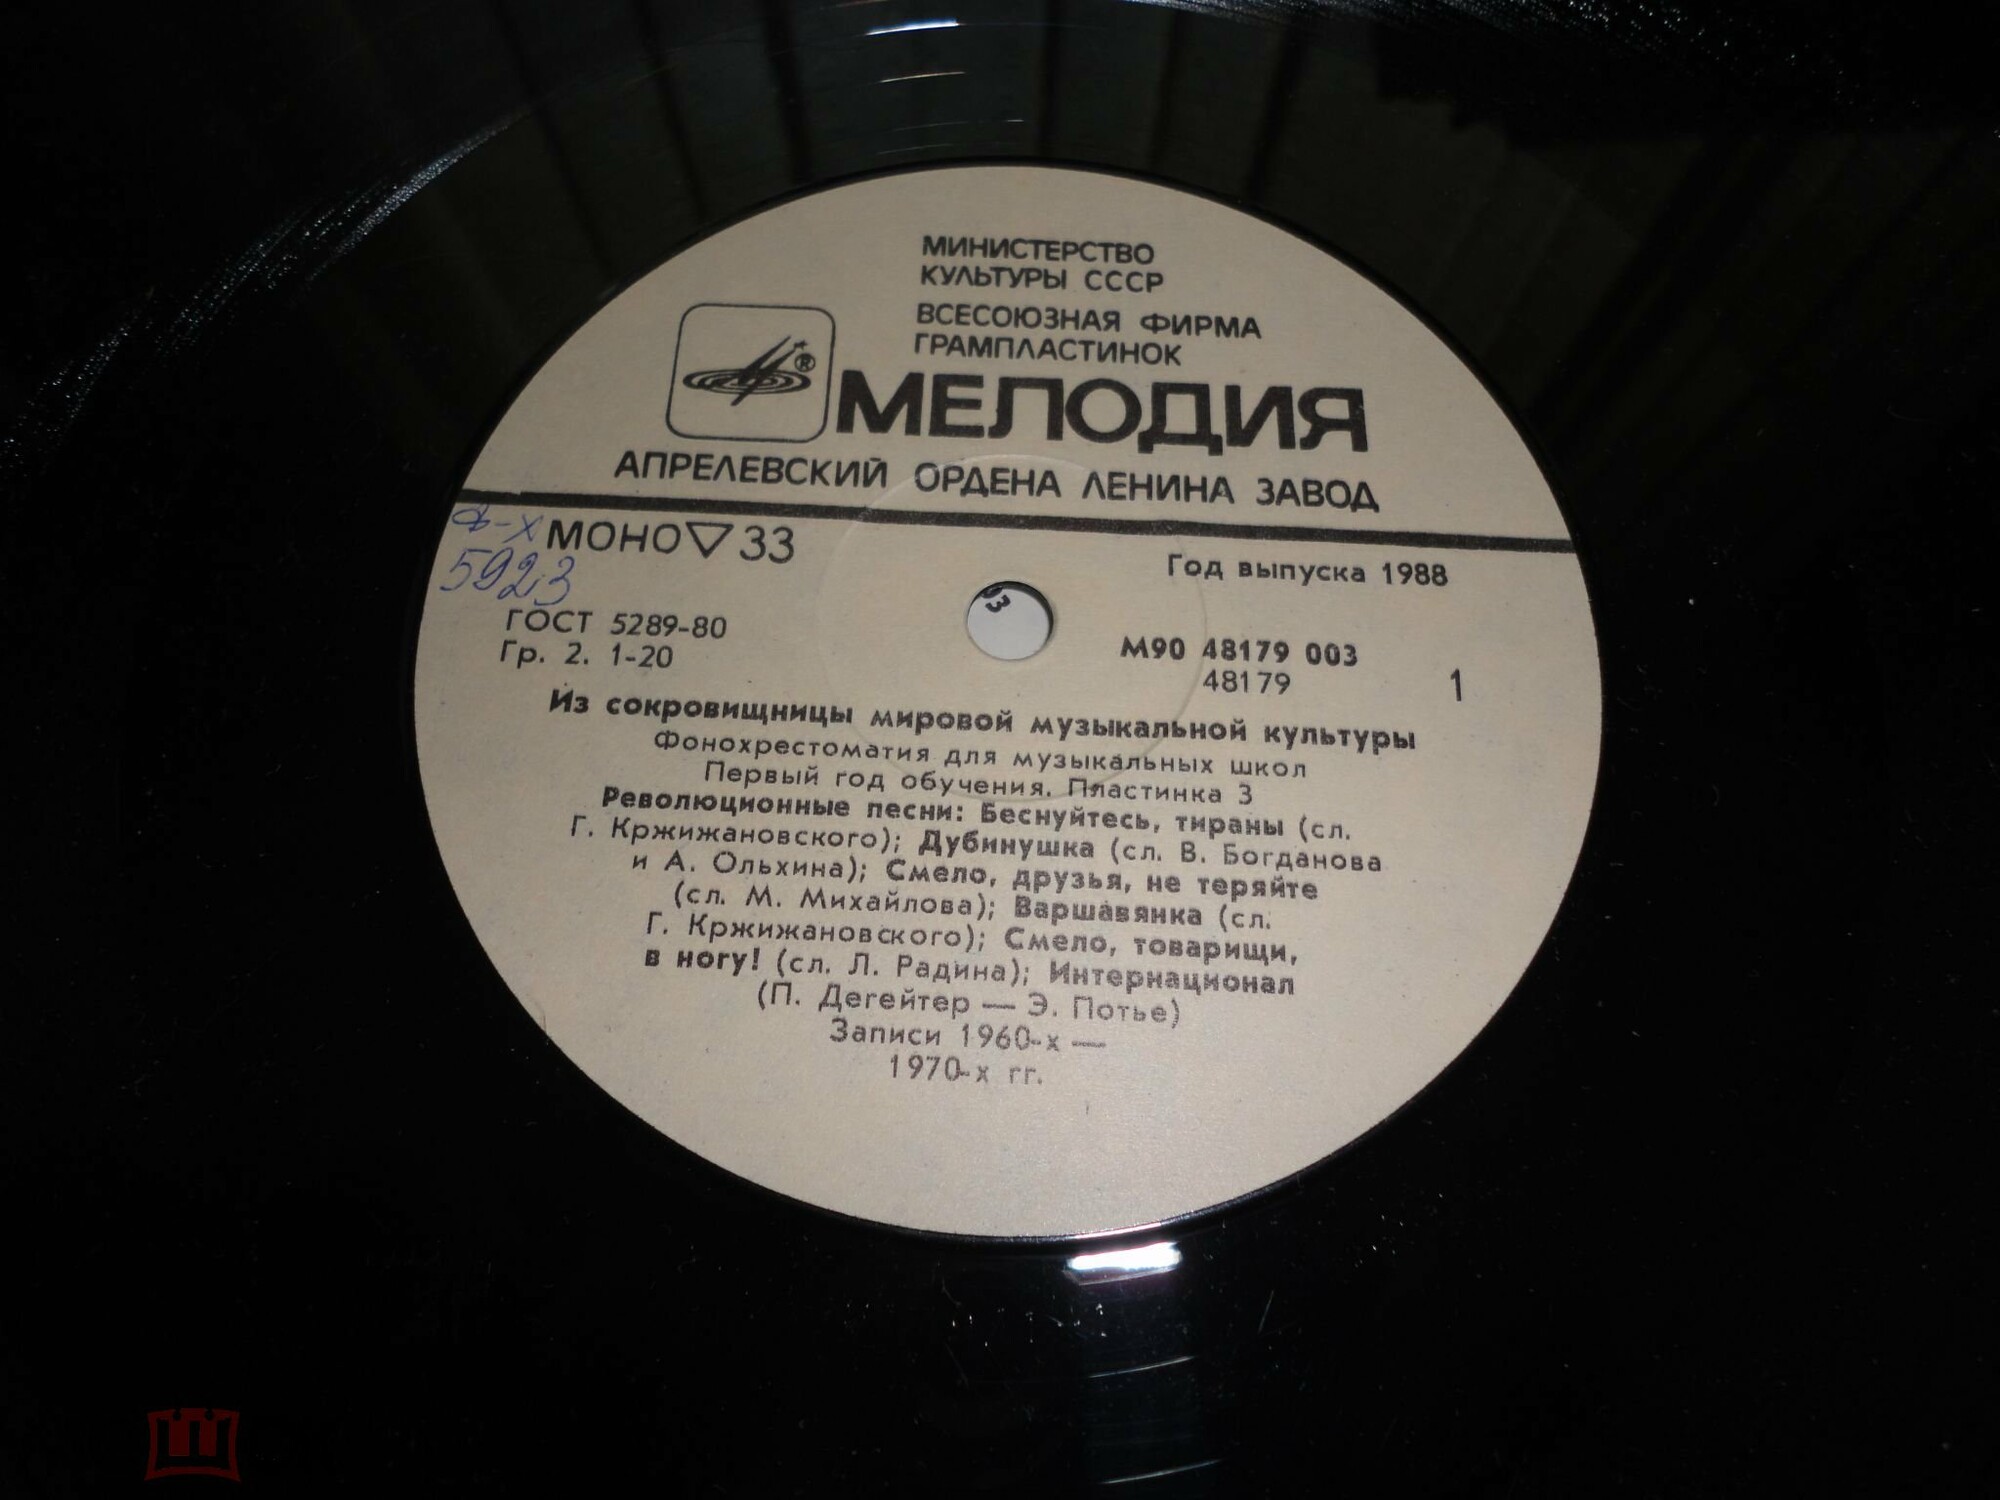 МИНИСТЕРСТВО
КУЛЬТУРЫ СССР
ВСЕСОЮЗНАЯ ФИРМА
ГРАМПЛАСТИНОК
®
МЕЛОДИЯ
АПРЕЛЕВСКИЙ ОРДЕНА ЛЕНИНА ЗАВОД
Ф-Х
5923
МОНО ▽ 33
Год выпуска 1988
ГОСТ 5289-80
Гр. 2. 1-20
М90 48179 003
48179
1
Из сокровищницы мировой музыкальной культуры
Фонохрестоматия для музыкальных школ
Первый год обучения. Пластинка 3
Революционные песни: Беснуйтесь, тираны (сл.
Г. Кржижановского); Дубинушка (сл. В. Богданова
и А. Ольхина); Смело, друзья, не теряйте
(сл. М. Михайлова); Варшавянка (сл.
Г. Кржижановского); Смело, товарищи,
в ногу! (сл. Л. Радина); Интернационал
(П. Дегейтер — Э. Потье)
Записи 1960-х —
1970-х гг.